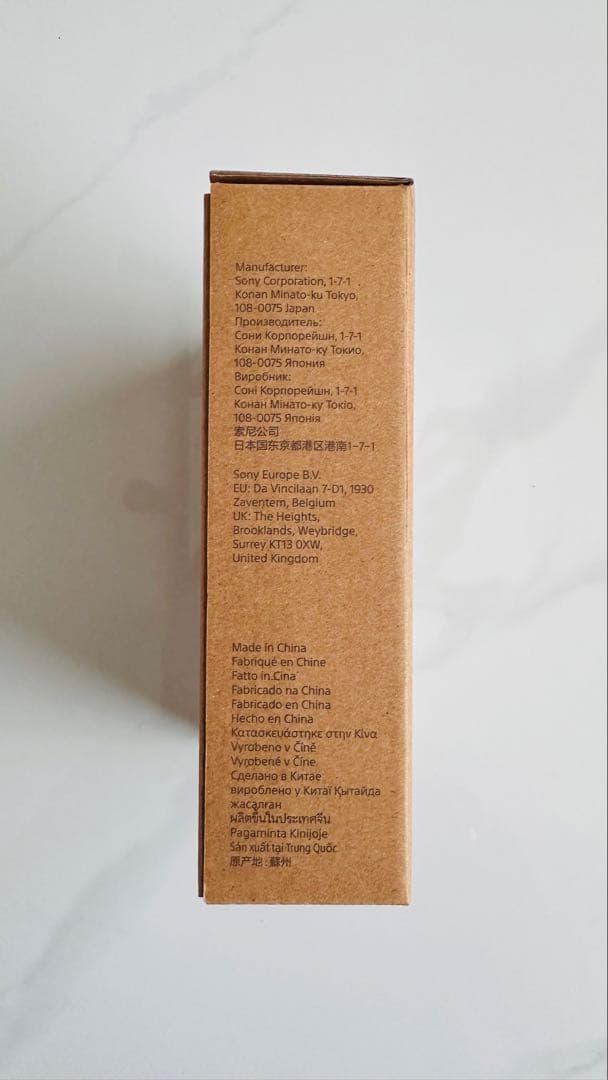 Manufacturer:
Sony Corporation, 1-7-1
Konan Minato-ku Tokyo,
108-0075 Japan
Производитель:
Сони Корпорейшн, 1-7-1
Конан Минато-ку Токио,
108-0075 Япония
Виробник:
Соні Корпорейшн, 1-7-1
Конан Мінато-ку Токіо,
108-0075 Японія
索尼公司
日本国东京都港区港南1-7-1
Sony Europe B.V.
EU: Da Vincilaan 7-D1, 1930
Zaventem, Belgium
UK: The Heights,
Brooklands, Weybridge,
Surrey KT13 0XW,
United Kingdom
Made in China
Fabriqué en Chine
Fatto in Cina
Fabricado na China
Fabricado en China
Hecho en China
Κατασκευάστηκε στην Κίνα
Vyrobeno v Číně
Vyrobené v Číne
Сделано в Китае
вироблено у Китаї Қытайда
жасалған
ผลิตขึ้นในประเทศจีน
Pagaminta Kinijoje
Sản xuất tại Trung Quốc
原产地 : 蘇州